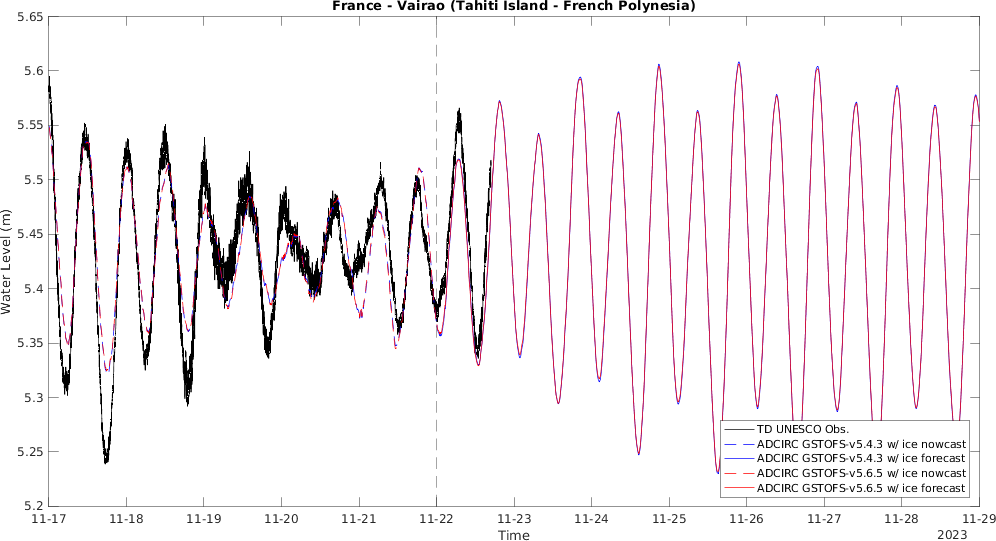 France - Vairao (Tahiti Island - French Polynesia)
5.65
5.6
5.55
5.5
5.45
5.4
5.35
5.3
5.25
5.2
Water Level (m)
TD UNESCO Obs.
ADCIRC GSTOFS-v5.4.3 w/ ice nowcast
ADCIRC GSTOFS-v5.4.3 w/ ice forecast
ADCIRC GSTOFS-v5.6.5 w/ ice nowcast
ADCIRC GSTOFS-v5.6.5 w/ ice forecast
11-17 11-18 11-19 11-20 11-21 11-22 11-23 11-24 11-25 11-26 11-27 11-28 11-29
Time
2023